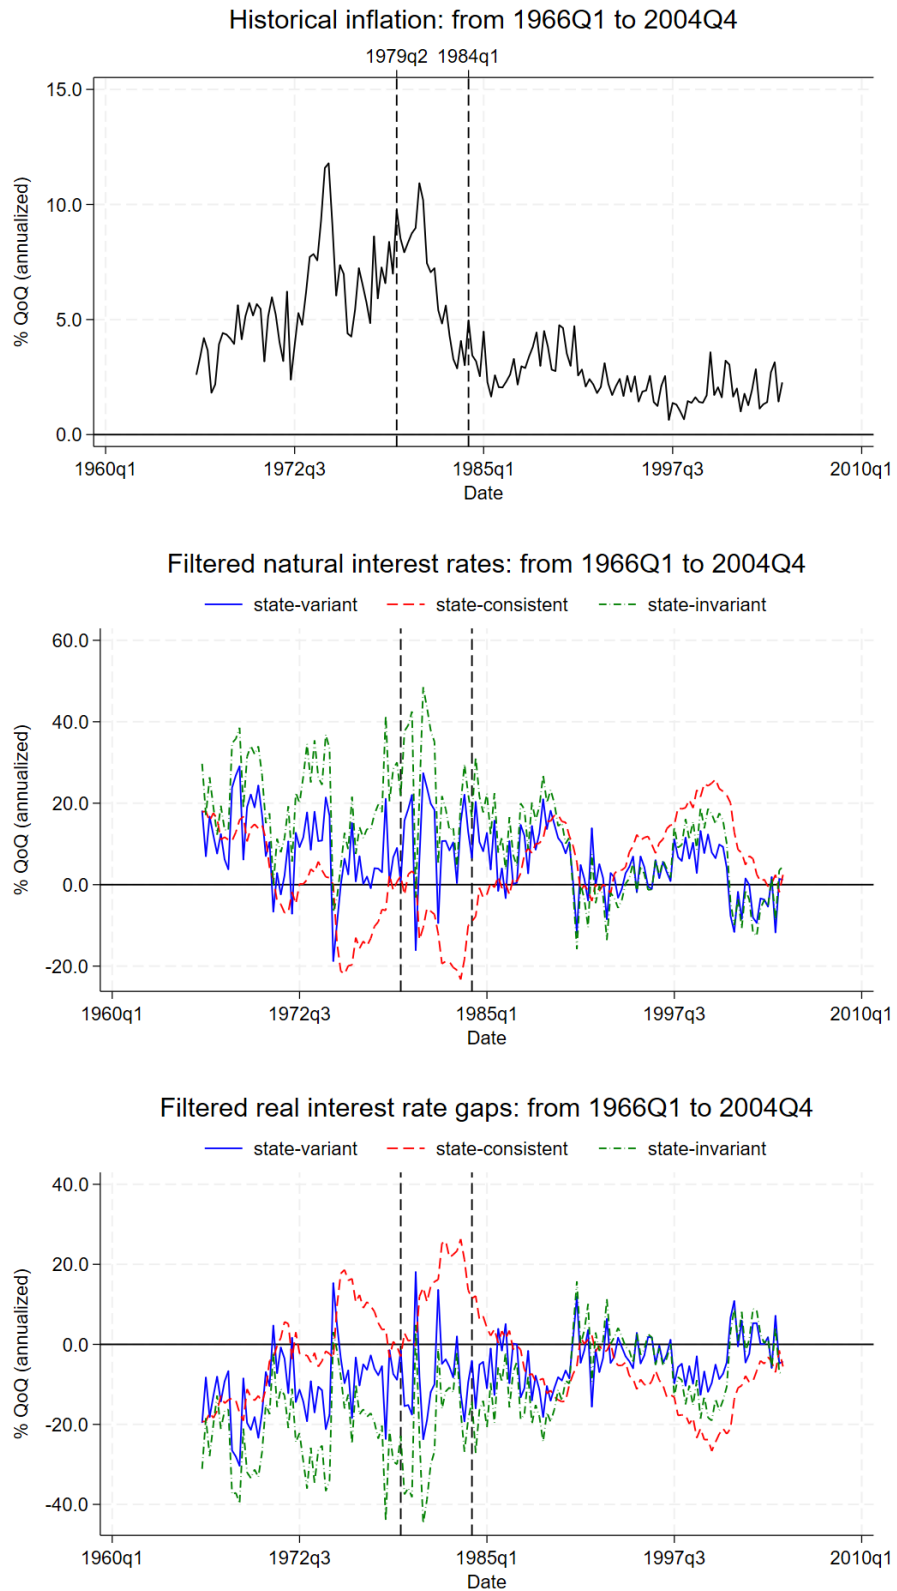 Historical inflation: from 1966Q1 to 2004Q4
1979q2 1984q1
15.0
10.0
5.0
0.0
% QoQ (annualized)
1960q1 1972q3 1985q1 1997q3 2010q1
Date
Filtered natural interest rates: from 1966Q1 to 2004Q4
state-variant state-consistent state-invariant
60.0
40.0
20.0
0.0
-20.0
% QoQ (annualized)
1960q1 1972q3 1985q1 1997q3 2010q1
Date
Filtered real interest rate gaps: from 1966Q1 to 2004Q4
state-variant state-consistent state-invariant
40.0
20.0
0.0
-20.0
-40.0
% QoQ (annualized)
1960q1 1972q3 1985q1 1997q3 2010q1
Date